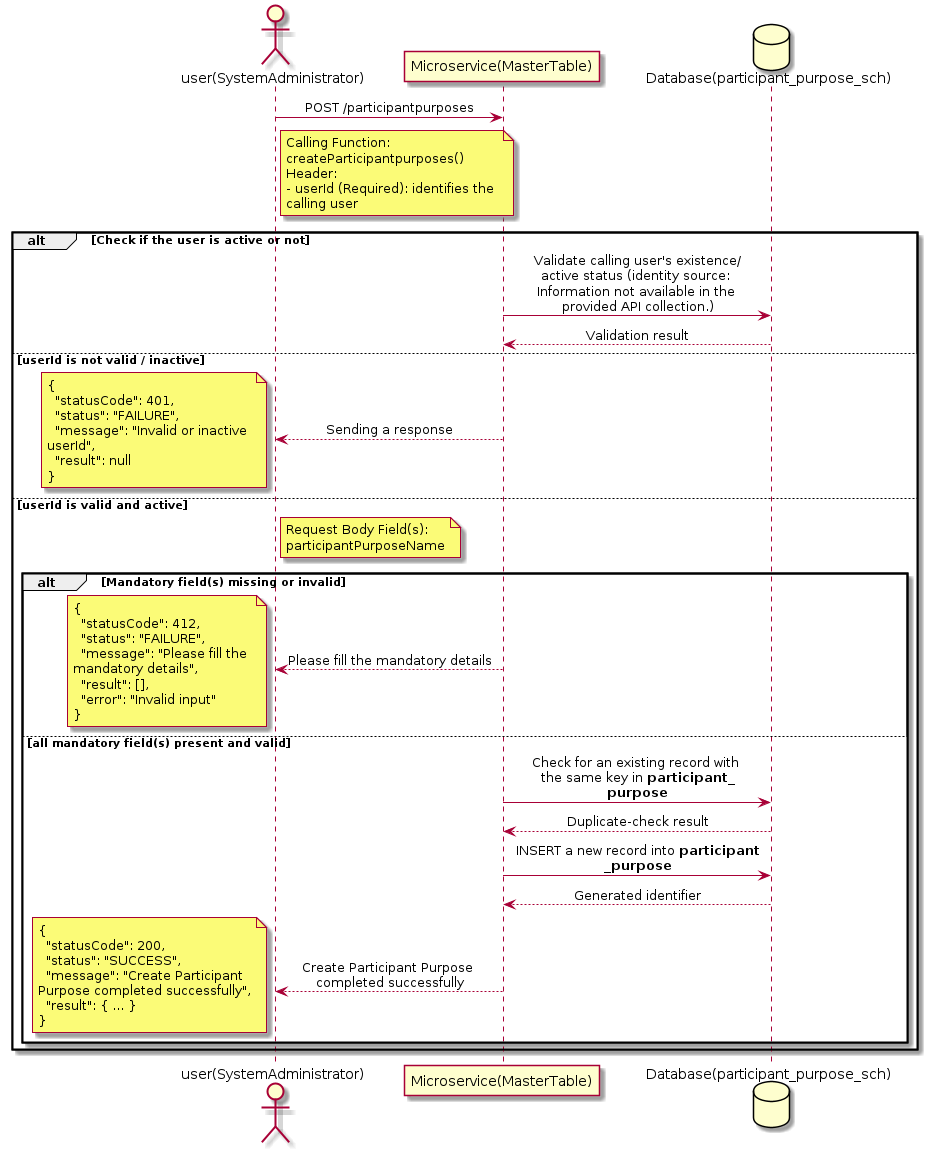 user(SystemAdministrator)
Microservice(MasterTable)
Database(participant_purpose_sch)
POST /participantpurposes
Calling Function:
createParticipantpurposes()
Header:
- userId (Required): identifies the
calling user
alt
[Check if the user is active or not]
Validate calling user's existence/
active status (identity source:
Information not available in the
provided API collection.)
Validation result
[userId is not valid / inactive]
{
"statusCode": 401,
"status": "FAILURE",
"message": "Invalid or inactive
userId",
"result": null
}
Sending a response
[userId is valid and active]
Request Body Field(s):
participantPurposeName
alt
[Mandatory field(s) missing or invalid]
{
"statusCode": 412,
"status": "FAILURE",
"message": "Please fill the
mandatory details",
"result": [],
"error": "Invalid input"
}
Please fill the mandatory details
[all mandatory field(s) present and valid]
Check for an existing record with
the same key in participant_
purpose
Duplicate-check result
INSERT a new record into participant
_purpose
Generated identifier
{
"statusCode": 200,
"status": "SUCCESS",
"message": "Create Participant
Purpose completed successfully",
"result": { ... }
}
Create Participant Purpose
completed successfully
user(SystemAdministrator)
Microservice(MasterTable)
Database(participant_purpose_sch)